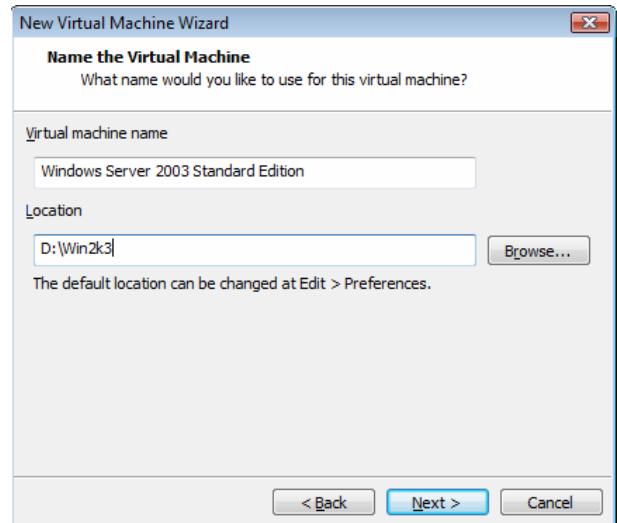 New Virtual Machine Wizard
Name the Virtual Machine
What name would you like to use for this virtual machine?
Virtual machine name
Windows Server 2003 Standard Edition
Location
D:\Win2k3
Browse...
The default location can be changed at Edit > Preferences.
< Back Next > Cancel